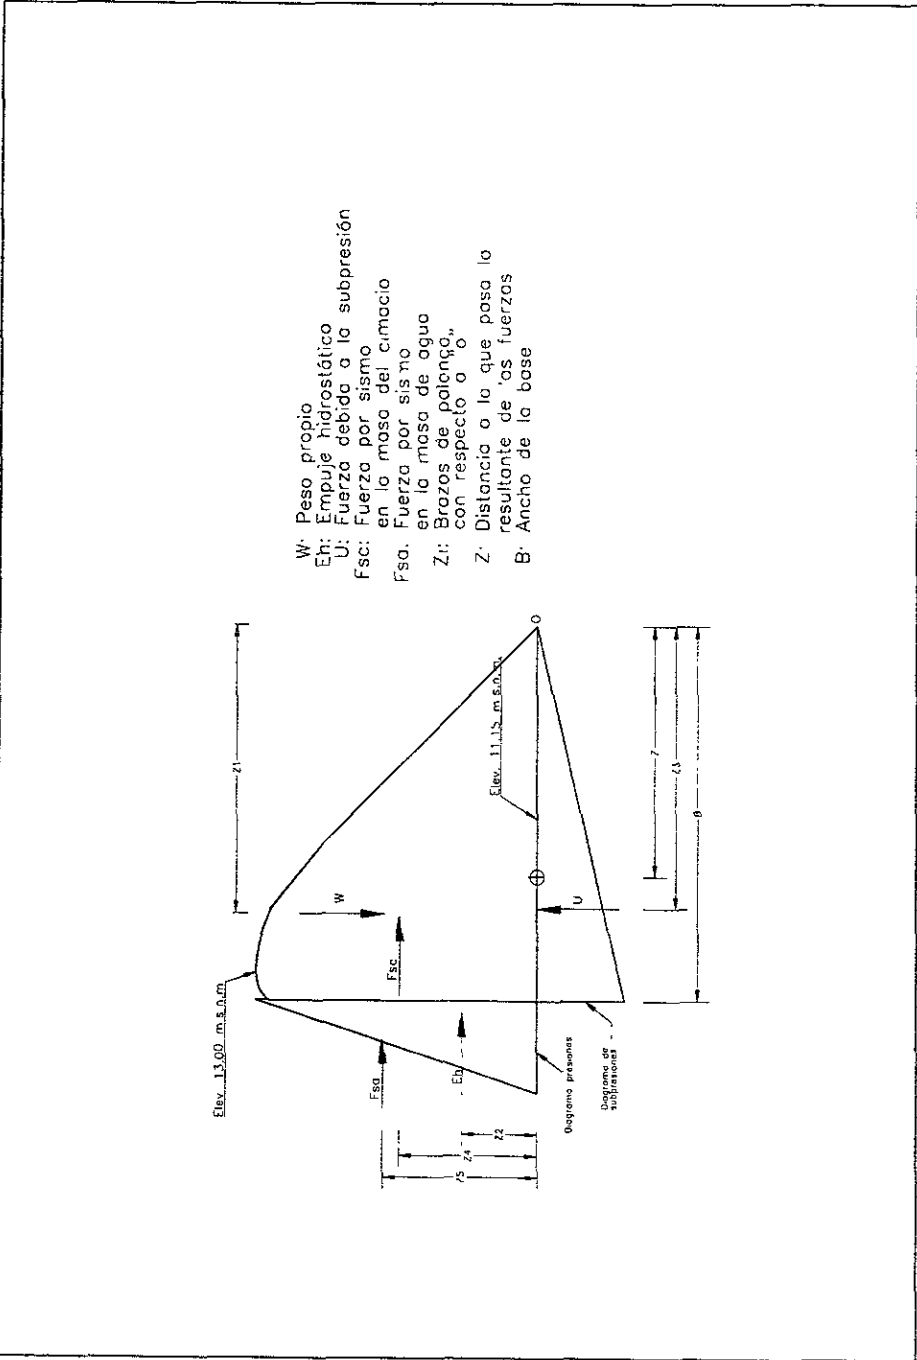 W· Peso propio
Eh: Empuje hidrostático
U: Fuerza debida a la subpresión
Fsc: Fuerza por sismo
en la masa del cimacio
Fsa. Fuerza por sis no
en la masa de agua
Zi: Brazos de palanca,
con respecto a "o"
Z· Distancia a la que pasa la
resultante de 'as fuerzas
B· Ancho de la base
Elev 13.00 m s.n.m
Z1
W
Fsc
Fsa
Eh
Elev. 11.15 m s.n.m.
O
U
Z
Z3
B
Z2
Z4
Z5
Diagrama presiones
Diagrama de
subpresiones